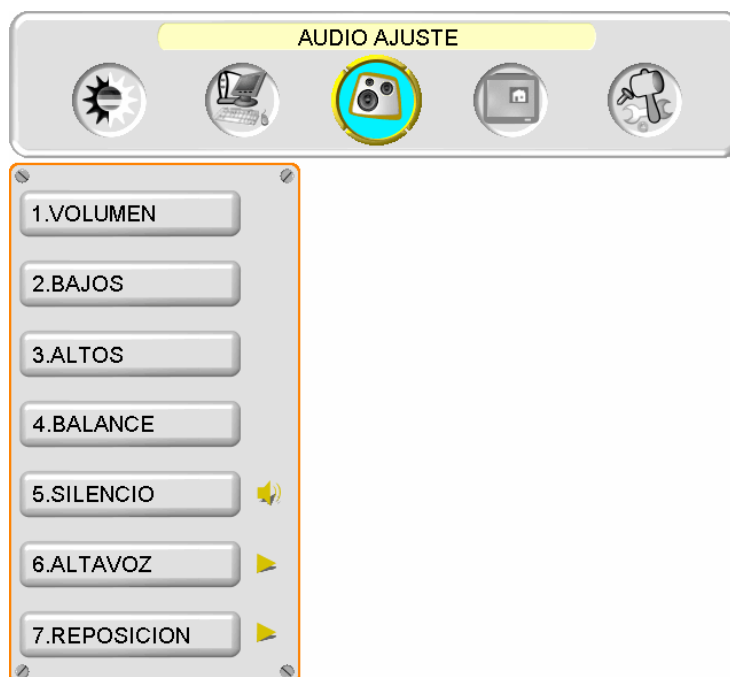 AUDIO AJUSTE
1.VOLUMEN
2.BAJOS
3.ALTOS
4.BALANCE
5.SILENCIO
6.ALTAVOZ
7.REPOSICION